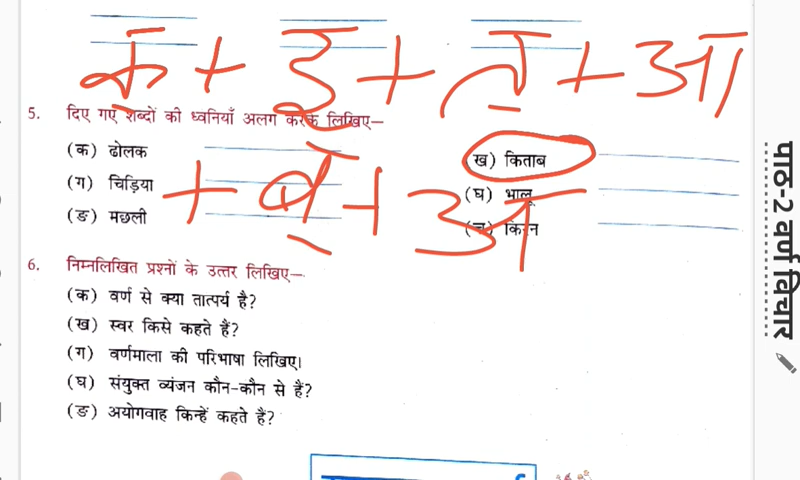 क् + इ + त् + आ
5. दिए गए शब्दों की ध्वनियाँ अलग करके लिखिए–
(क) ढोलक (ख) किताब
(ग) चिड़िया (घ) भालू
(ङ) मछली (च) किरन
+ ब् + अ
6. निम्नलिखित प्रश्नों के उत्तर लिखिए–
(क) वर्ण से क्या तात्पर्य है?
(ख) स्वर किसे कहते हैं?
(ग) वर्णमाला की परिभाषा लिखिए।
(घ) संयुक्त व्यंजन कौन-कौन से हैं?
(ङ) अयोगवाह किन्हें कहते हैं?
पाठ-2 वर्ण विचार